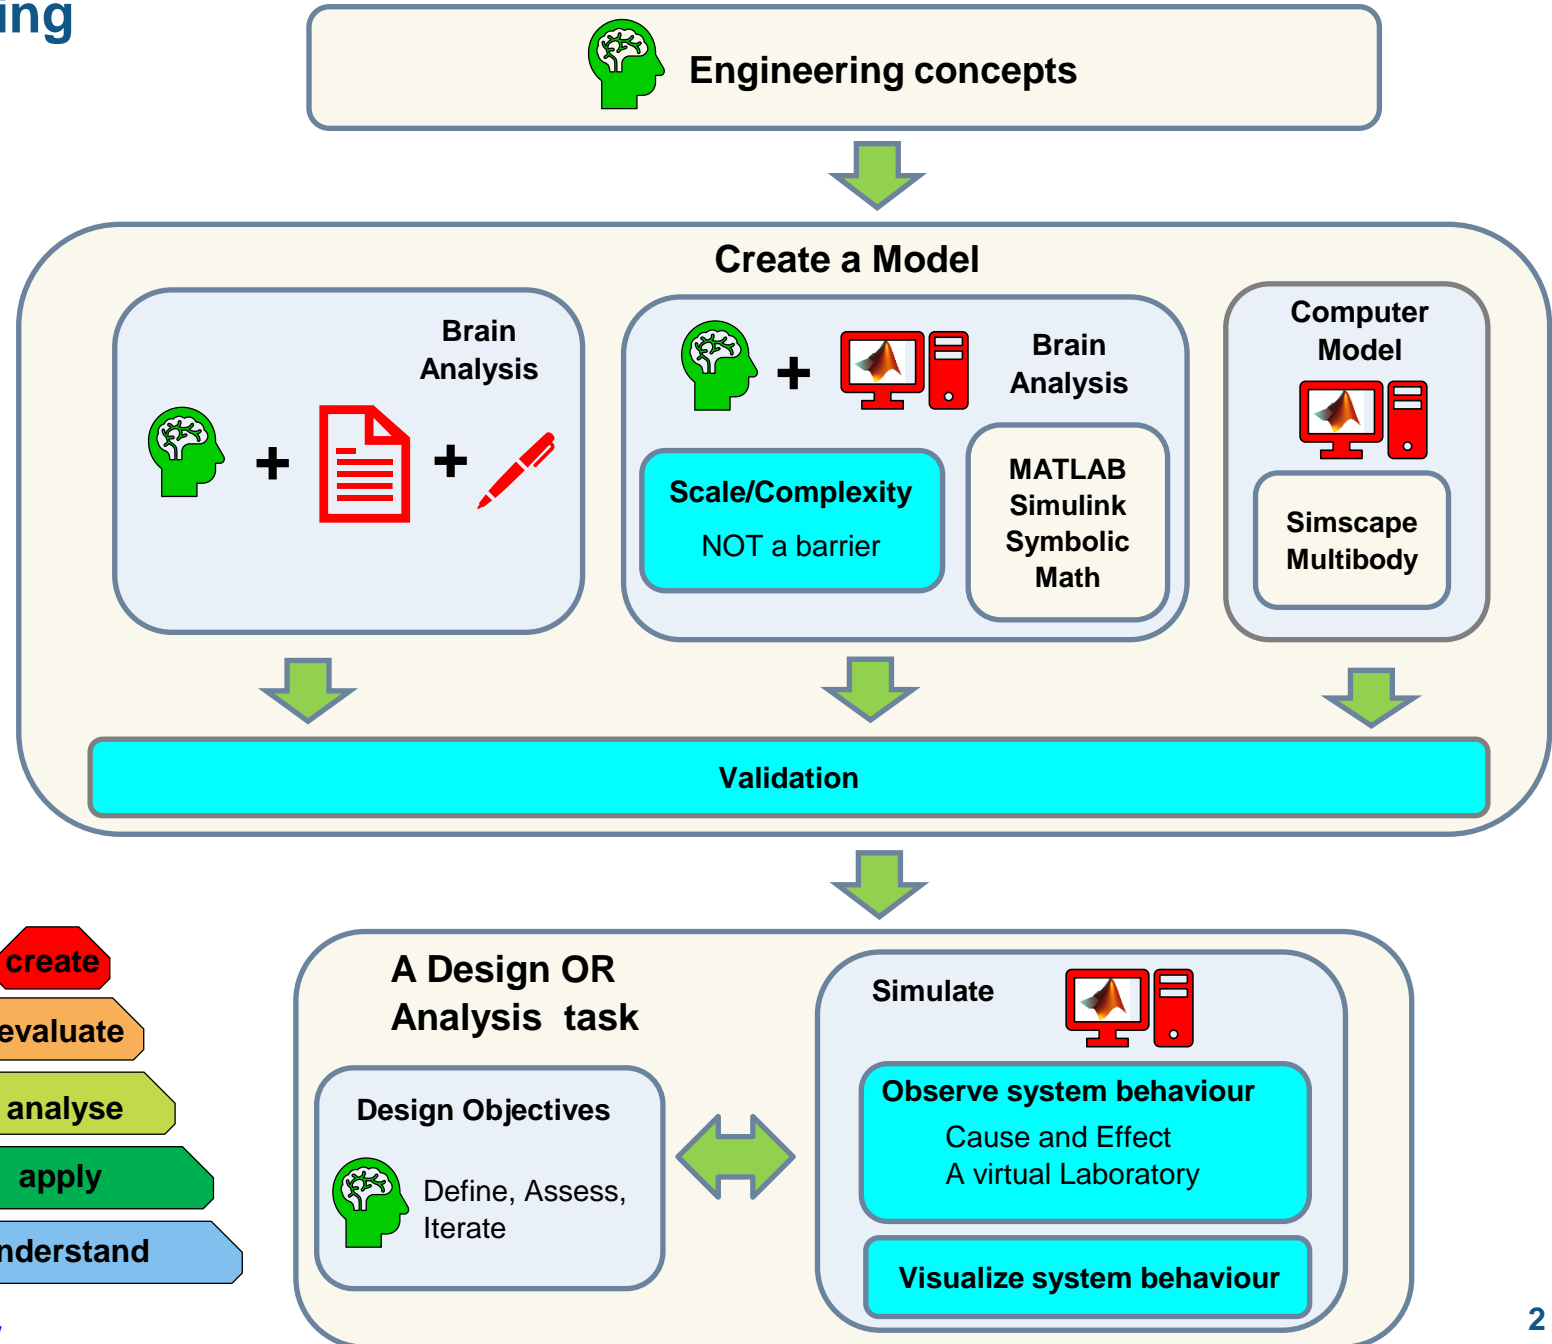 ing
Engineering concepts
Create a Model
Brain
Analysis
Brain
Analysis
Scale/Complexity
NOT a barrier
MATLAB
Simulink
Symbolic
Math
Computer
Model
Simscape
Multibody
Validation
create
evaluate
analyse
apply
nderstand
A Design OR
Analysis task
Design Objectives
Define, Assess,
Iterate
Simulate
Observe system behaviour
Cause and Effect
A virtual Laboratory
Visualize system behaviour
2